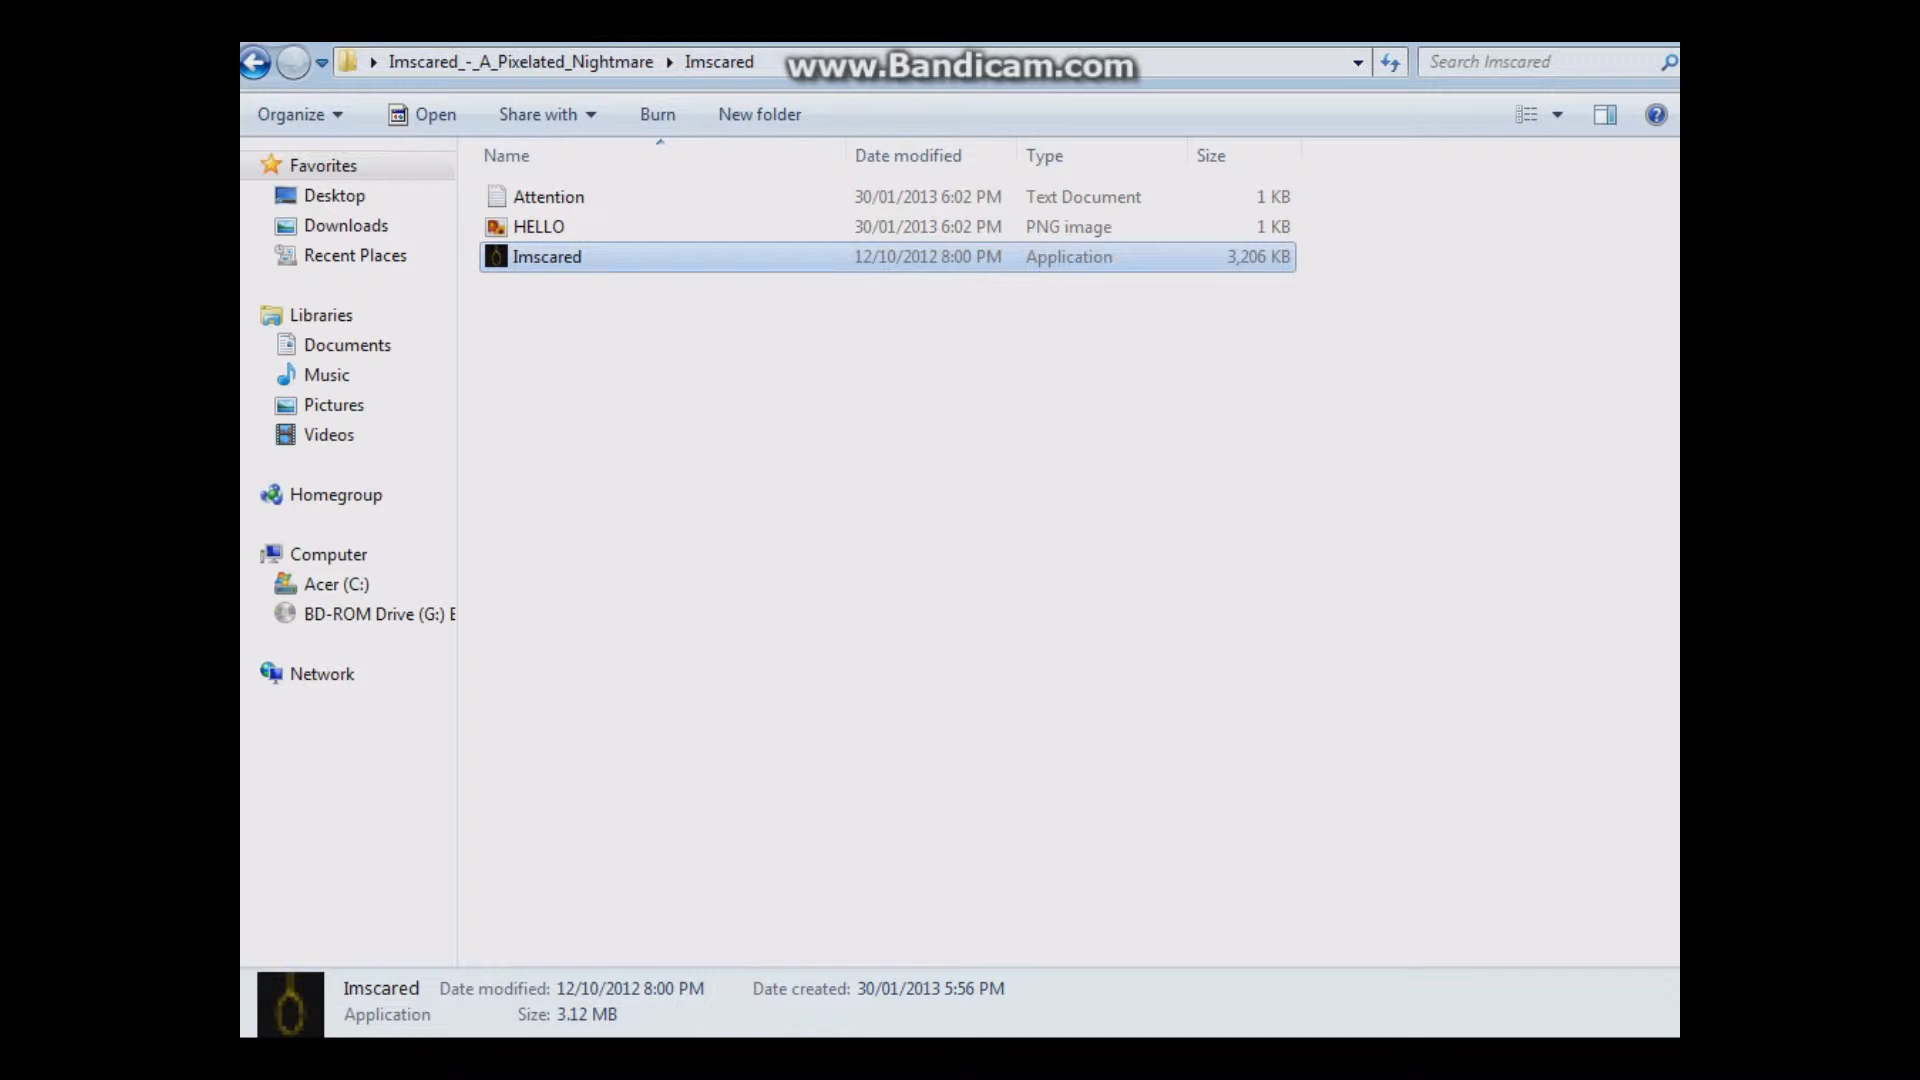 Imscared_-_A_Pixelated_Nightmare Imscared www.Bandicam.com Search Imscared
Organize Open Share with Burn New folder
Name Date modified Type Size
Favorites
Desktop
Downloads
Recent Places
Libraries
Documents
Music
Pictures
Videos
Homegroup
Computer
Acer (C:)
BD-ROM Drive (G:) E
Network
Attention 30/01/2013 6:02 PM Text Document 1 KB
HELLO 30/01/2013 6:02 PM PNG image 1 KB
Imscared 12/10/2012 8:00 PM Application 3,206 KB
Imscared Date modified: 12/10/2012 8:00 PM Date created: 30/01/2013 5:56 PM
Application Size: 3.12 MB